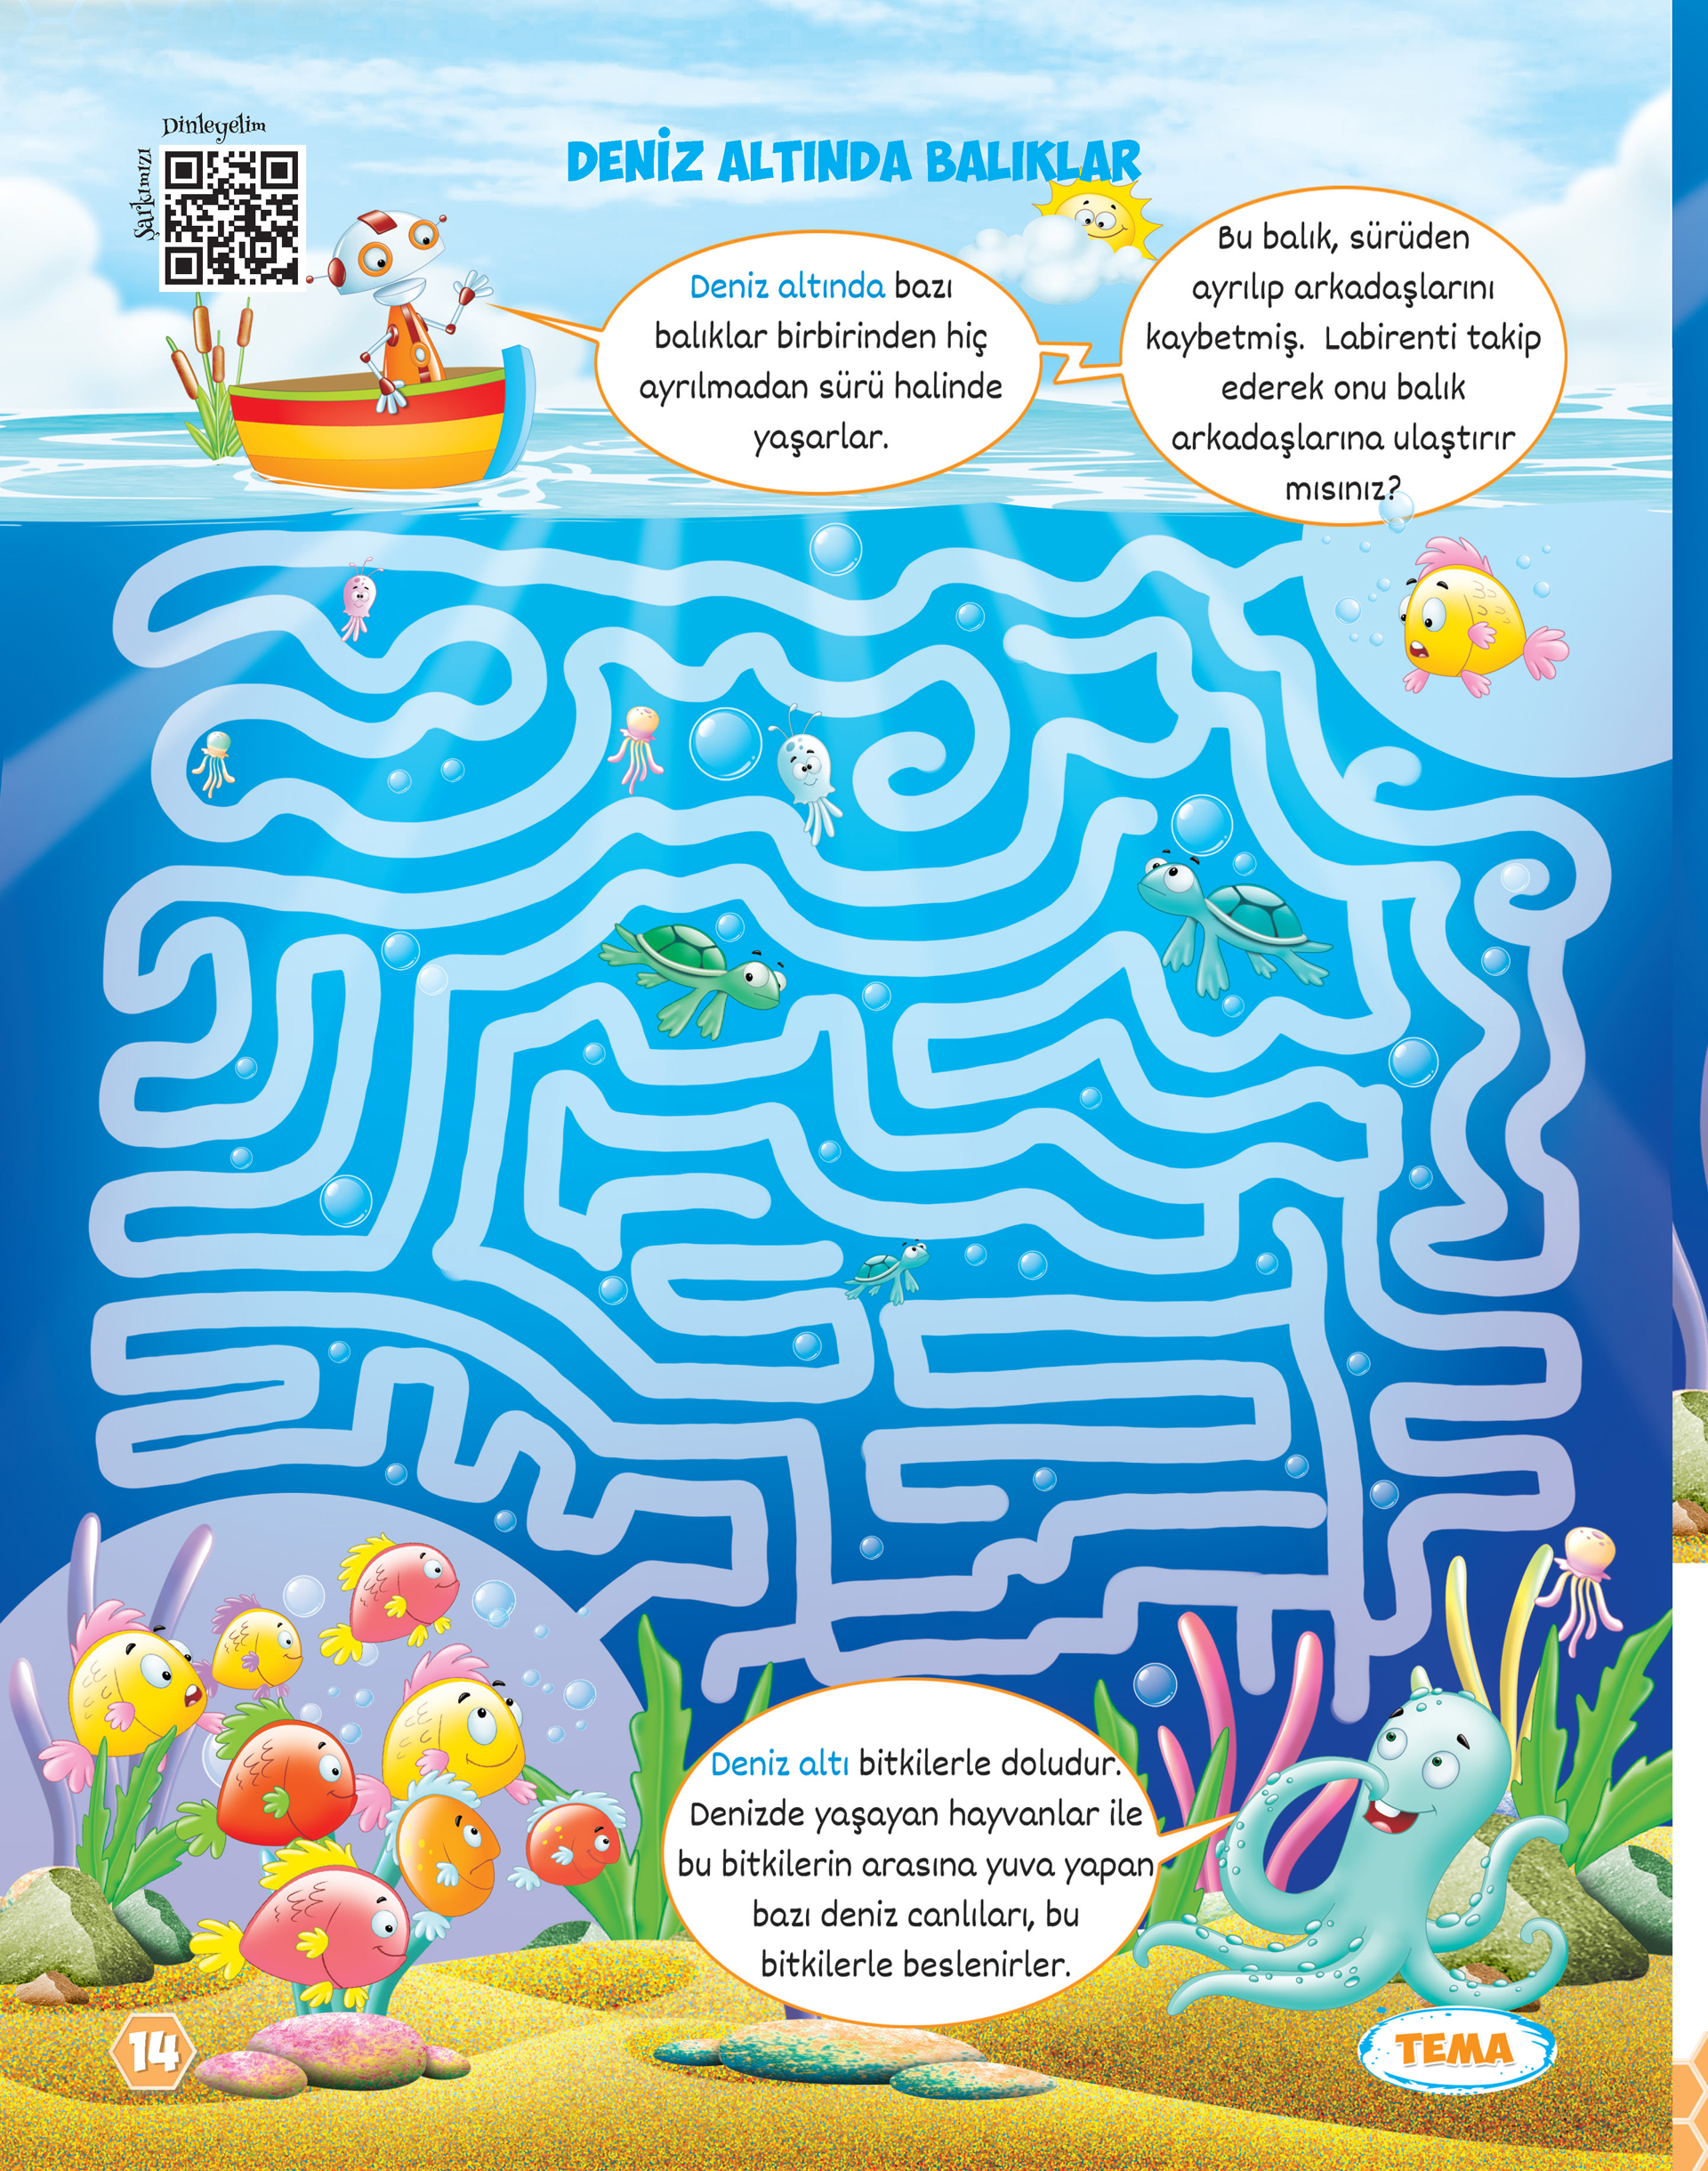 Dinleyelim
Şarkımızı
DENİZ ALTINDA BALIKLAR
Deniz altında bazı
balıklar birbirinden hiç
ayrılmadan sürü halinde
yaşarlar.
Bu balık, sürüden
ayrılıp arkadaşlarını
kaybetmiş. Labirenti takip
ederek onu balık
arkadaşlarına ulaştırır
mısınız?
Deniz altı bitkilerle doludur.
Denizde yaşayan hayvanlar ile
bu bitkilerin arasına yuva yapan
bazı deniz canlıları, bu
bitkilerle beslenirler.
14
TEMA